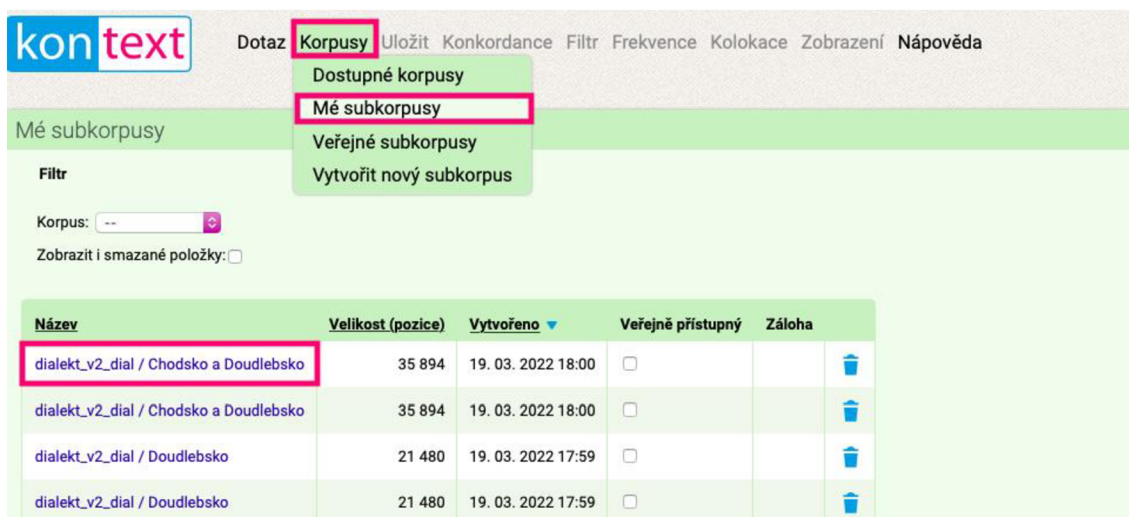 kontext
Dotaz Korpusy Uložit Konkordance Filtr Frekvence Kolokace Zobrazení Nápověda
Dostupné korpusy
Mé subkorpusy
Veřejné subkorpusy
Vytvořit nový subkorpus
Mé subkorpusy
Filtr
Korpus: --
Zobrazit i smazané položky:
Název Velikost (pozice) Vytvořeno Veřejně přístupný Záloha
dialekt_v2_dial / Chodsko a Doudlebsko 35 894 19. 03. 2022 18:00
dialekt_v2_dial / Chodsko a Doudlebsko 35 894 19. 03. 2022 18:00
dialekt_v2_dial / Doudlebsko 21 480 19. 03. 2022 17:59
dialekt_v2_dial / Doudlebsko 21 480 19. 03. 2022 17:59